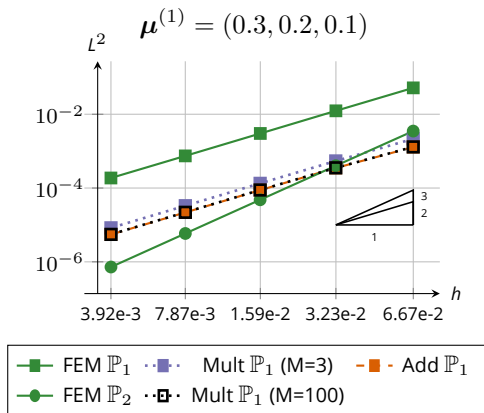 𝝁⁽¹⁾ = (0.3, 0.2, 0.1)
L²
10⁻²
10⁻⁴
10⁻⁶
3
2
1
3.92e-3 7.87e-3 1.59e-2 3.23e-2 6.67e-2 h
FEM ℙ₁ Mult ℙ₁ (M=3) Add ℙ₁
FEM ℙ₂ Mult ℙ₁ (M=100)